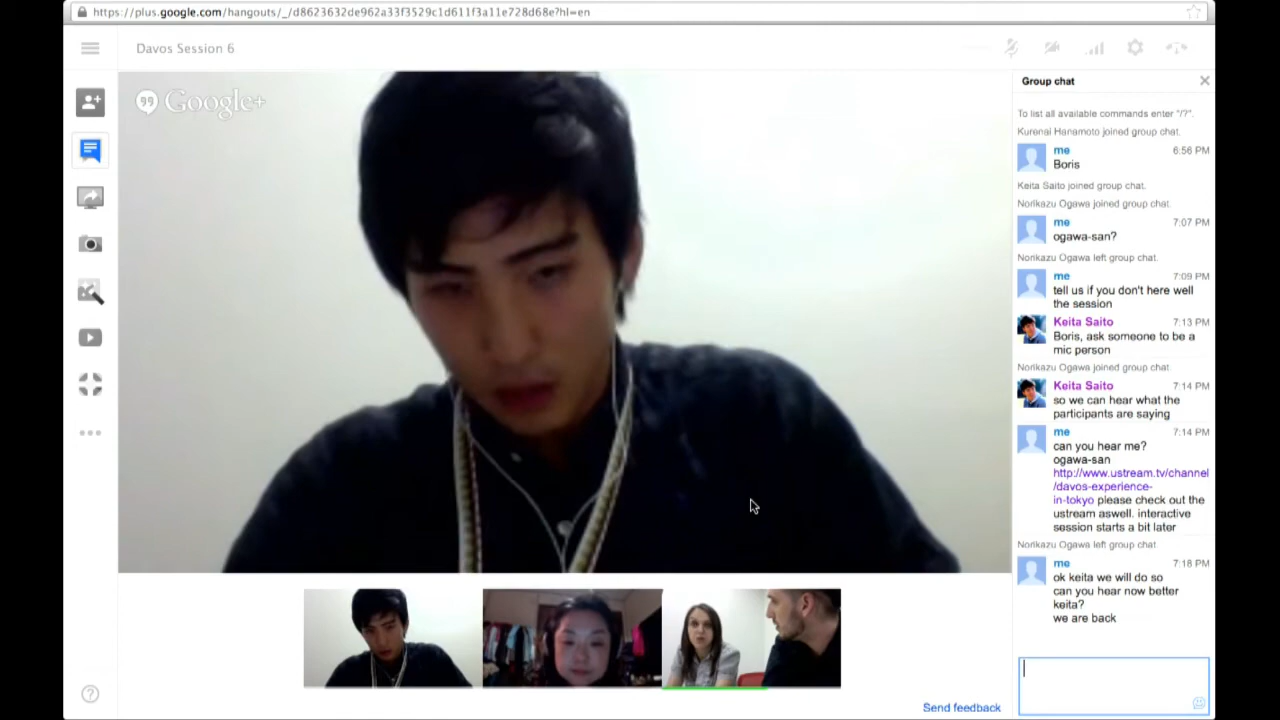 https://plus.google.com/hangouts/_/d8623632de962a33f3529c1d611f3a11e728d68e?hl=en
Davos Session 6
Google+
Group chat
To list all available commands enter "/?".
Kurenai Hanamoto joined group chat.
me 6:56 PM
Boris
Keita Saito joined group chat.
Norikazu Ogawa joined group chat.
me 7:07 PM
ogawa-san?
Norikazu Ogawa left group chat.
me 7:09 PM
tell us if you don't here well
the session
Keita Saito 7:13 PM
Boris, ask someone to be a
mic person
Norikazu Ogawa joined group chat.
Keita Saito 7:14 PM
so we can hear what the
participants are saying
me 7:14 PM
can you hear me?
ogawa-san
http://www.ustream.tv/channel
/davos-experience-
in-tokyo please check out the
ustream aswell. interactive
session starts a bit later
Norikazu Ogawa left group chat.
me 7:18 PM
ok keita we will do so
can you hear now better
keita?
we are back
Send feedback